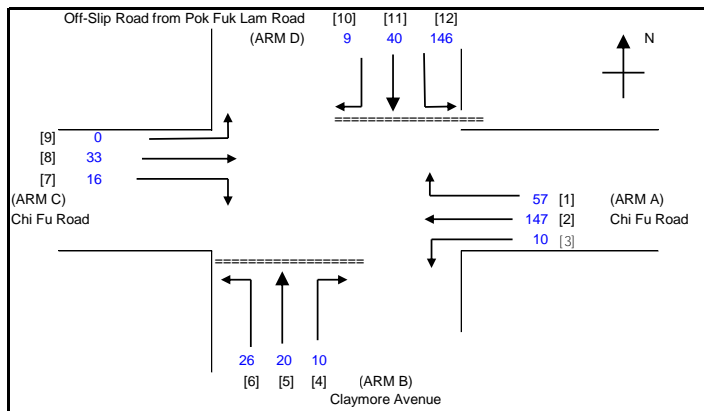 Off-Slip Road from Pok Fuk Lam Road [10] [11] [12]
(ARM D) 9 40 146 N
[9] 0
[8] 33
[7] 16
(ARM C)
Chi Fu Road
57 [1] (ARM A)
147 [2] Chi Fu Road
10 [3]
26 20 10
[6] [5] [4] (ARM B)
Claymore Avenue